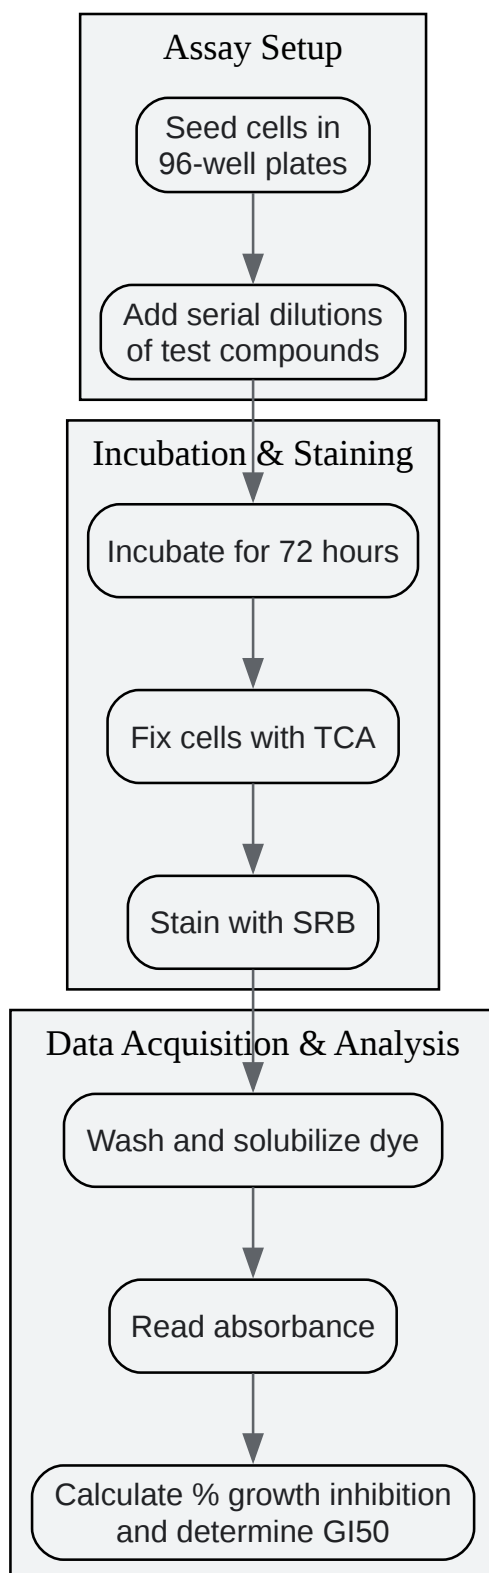 Assay Setup
Seed cells in
96-well plates
Add serial dilutions
of test compounds
Incubation & Staining
Incubate for 72 hours
Fix cells with TCA
Stain with SRB
Data Acquisition & Analysis
Wash and solubilize dye
Read absorbance
Calculate % growth inhibition
and determine GI50